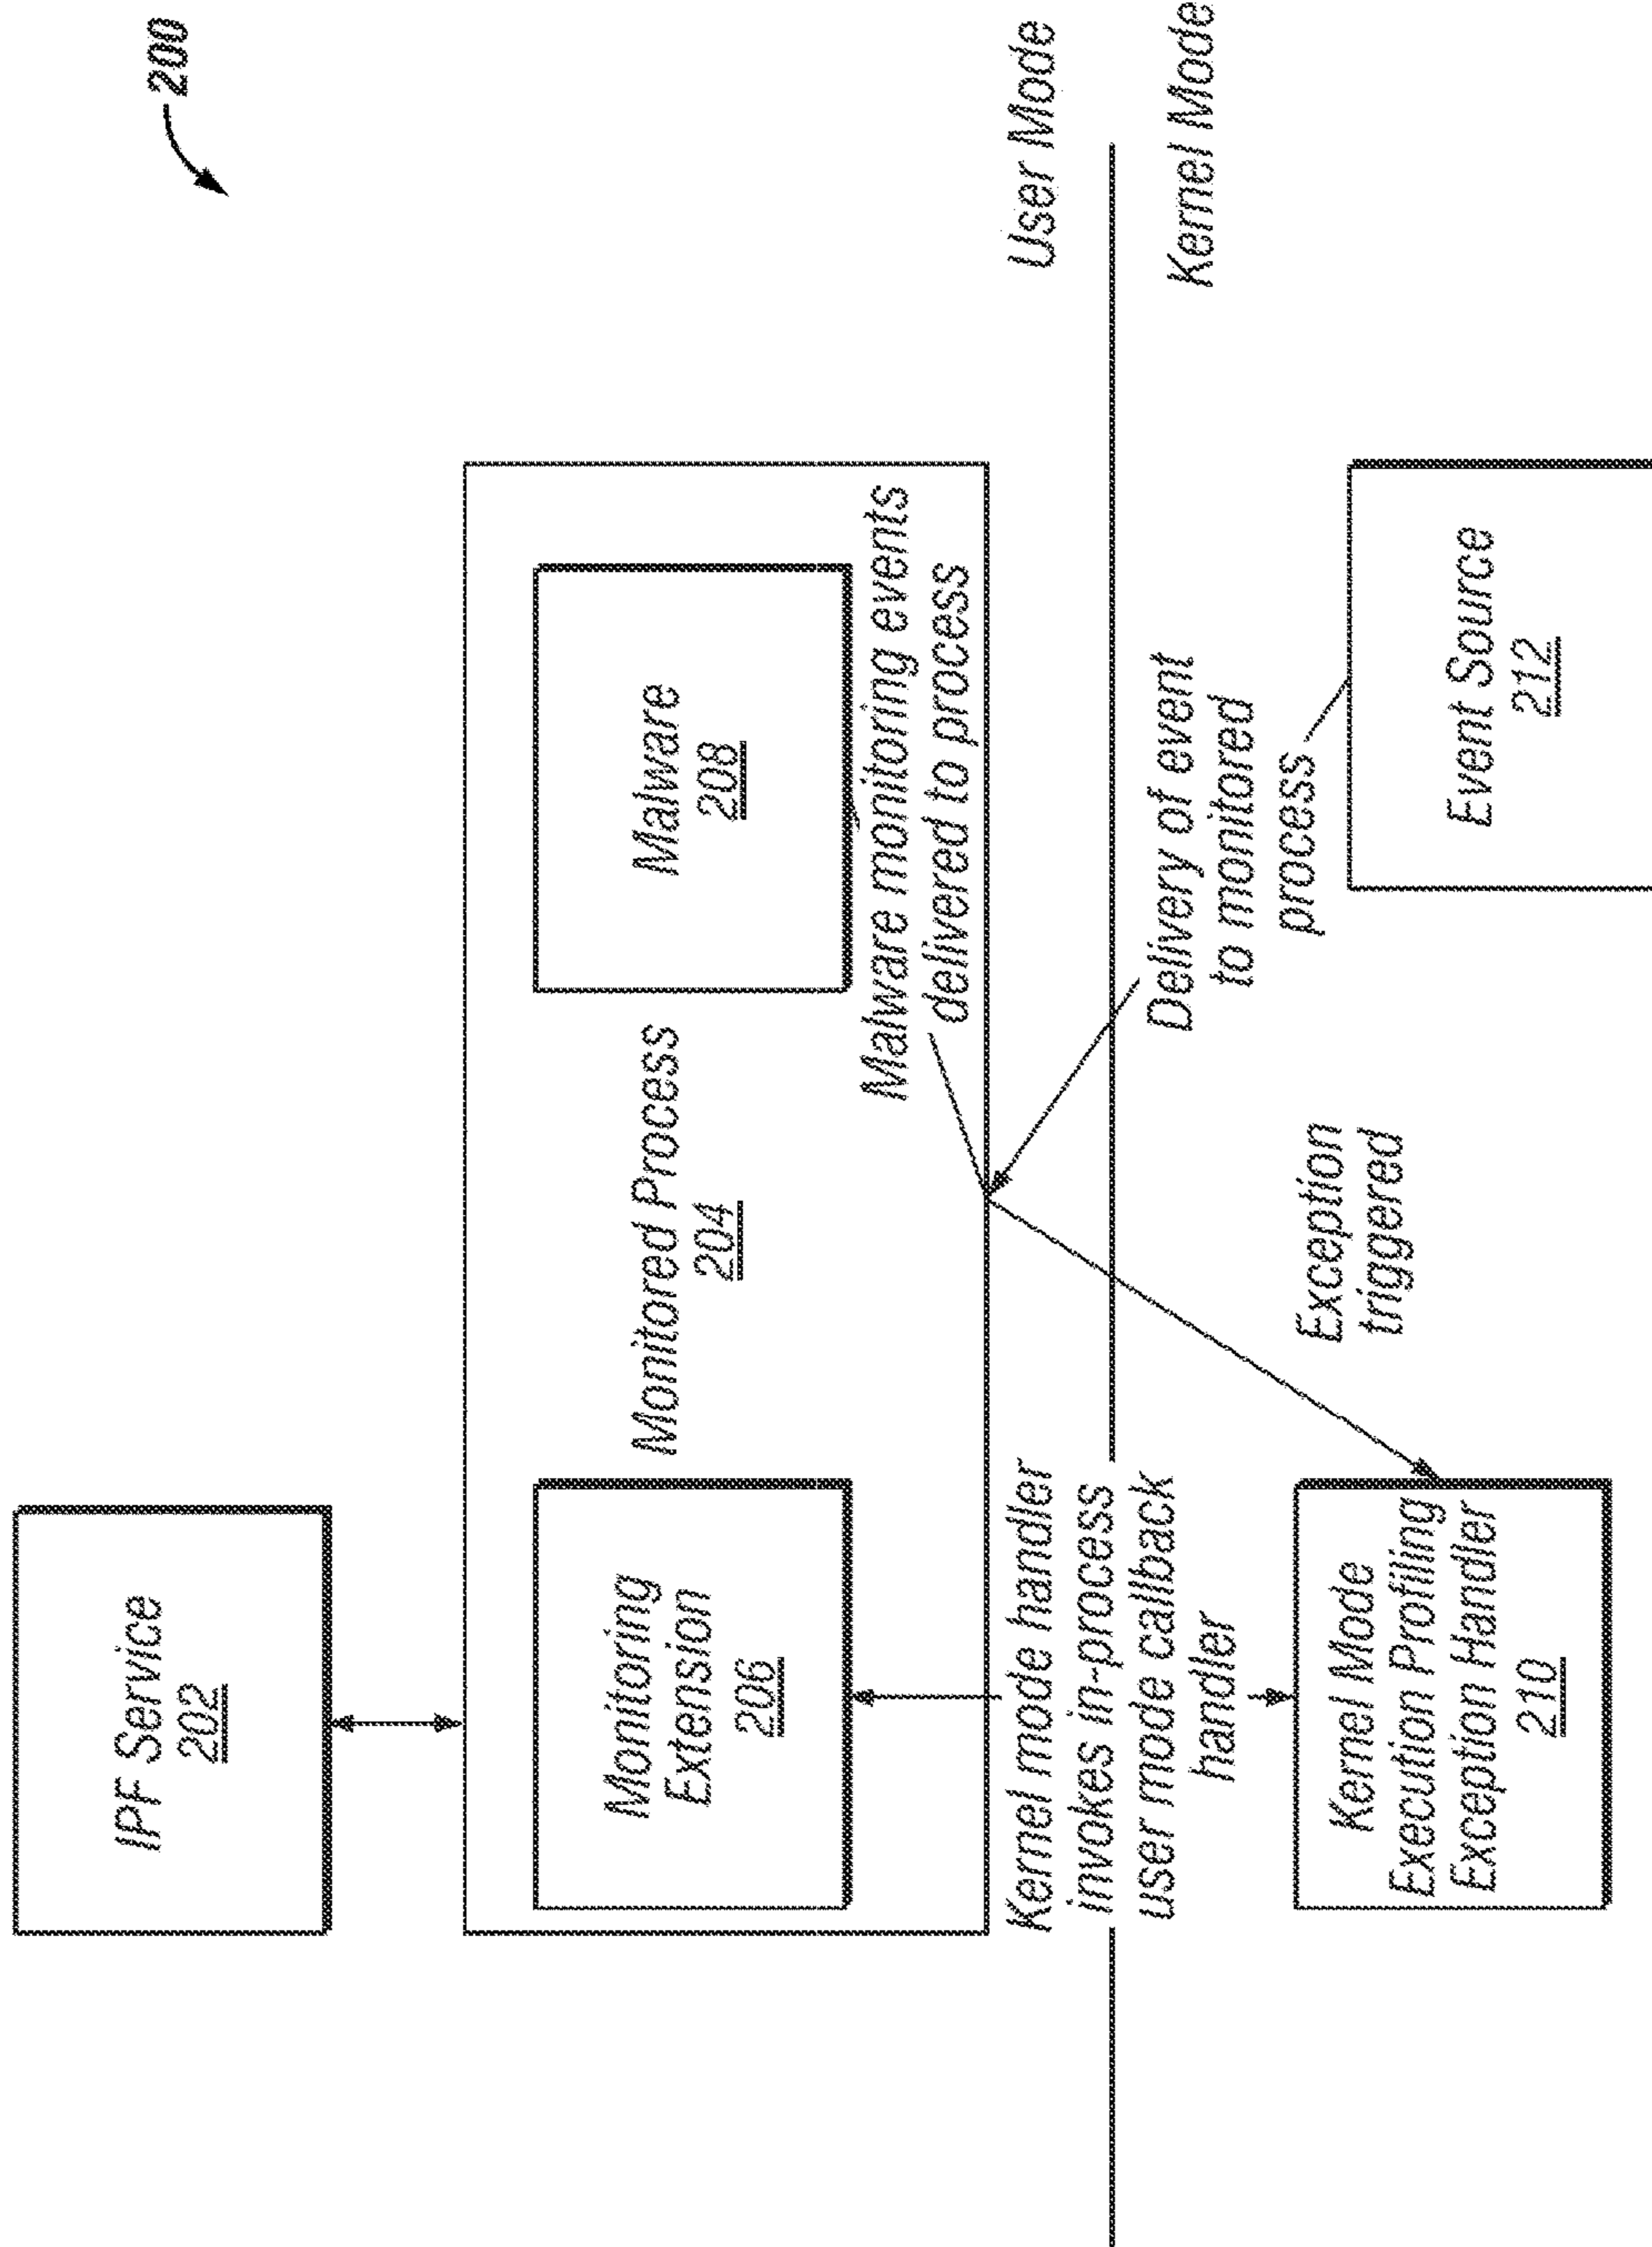 200
IPF Service
202
Monitoring
Extension
206
Monitored Process
204
Malware
208
Malware monitoring events
delivered to process
User Mode
Kernel Mode
Kernel mode handler
invokes in-process
user mode callback
handler
Delivery of event
to monitored
process
Exception
triggered
Kernel Mode
Execution Profiling
Exception Handler
210
Event Source
212